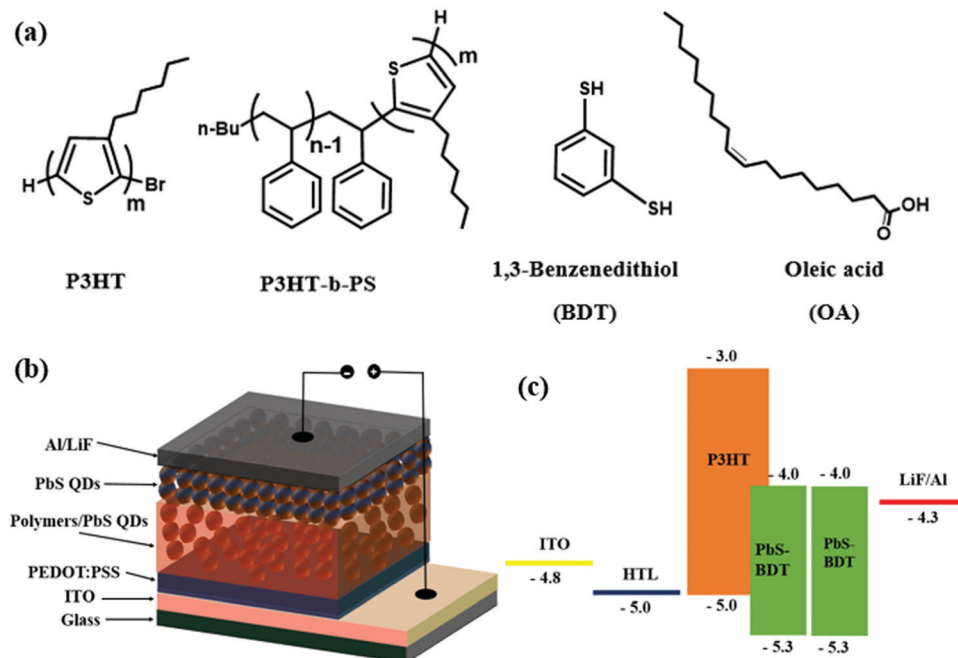 (a)
H
S
m
Br
P3HT
n-Bu
n-1
S
H
m
P3HT-b-PS
SH
SH
1,3-Benzenedithiol
(BDT)
O
OH
Oleic acid
(OA)
(b)
- +
Al/LiF
PbS QDs
Polymers/PbS QDs
PEDOT:PSS
ITO
Glass
(c)
ITO
- 4.8
HTL
- 5.0
- 3.0
P3HT
- 5.0
- 4.0
PbS-
BDT
- 5.3
- 4.0
PbS-
BDT
- 5.3
LiF/Al
- 4.3